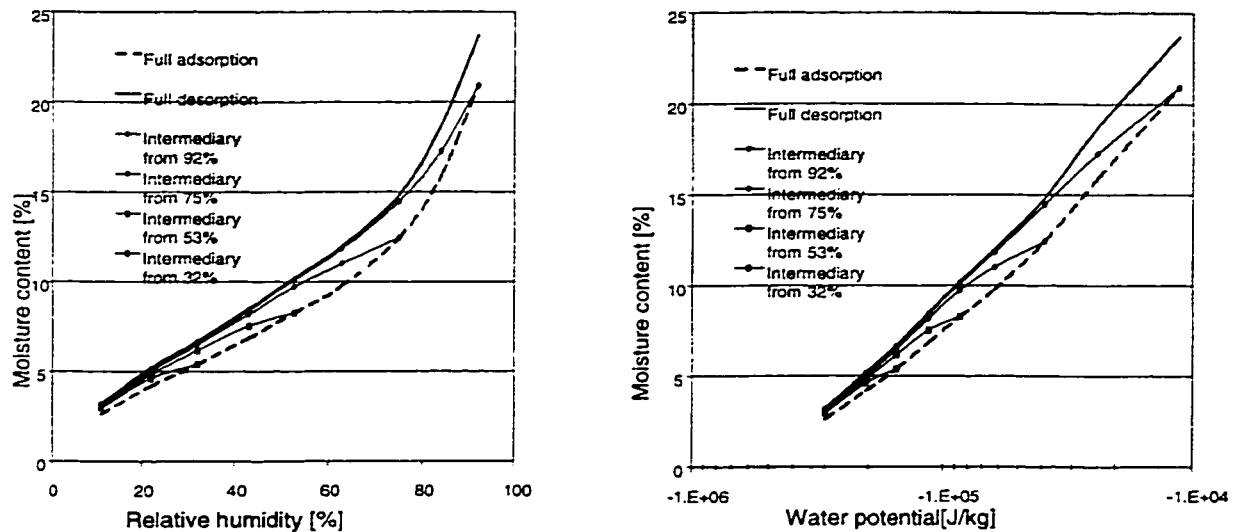 25
20
15
10
5
0
Moisture content [%]
Full adsorption
Full desorption
Intermediary
from 92%
Intermediary
from 75%
Intermediary
from 53%
Intermediary
from 32%
0
20
40
60
80
100
Relative humidity [%]
25
20
15
10
5
0
Moisture content [%]
Full adsorption
Full desorption
Intermediary
from 92%
Intermediary
from 75%
Intermediary
from 53%
Intermediary
from 32%
-1.E+06
-1.E+05
-1.E+04
Water potential[J/kg]